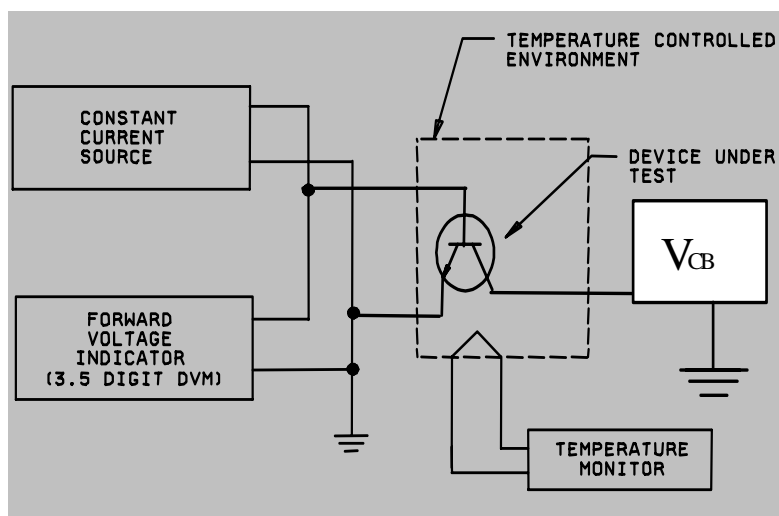 TEMPERATURE CONTROLLED
ENVIRONMENT
CONSTANT
CURRENT
SOURCE
DEVICE UNDER
TEST
VCB
FORWARD
VOLTAGE
INDICATOR
(3.5 DIGIT DVM)
TEMPERATURE
MONITOR